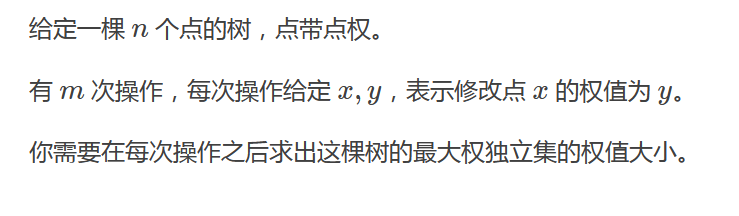 给定一棵 n 个点的树，点带点权。
有 m 次操作，每次操作给定 x, y，表示修改点 x 的权值为 y。
你需要在每次操作之后求出这棵树的最大权独立集的权值大小。